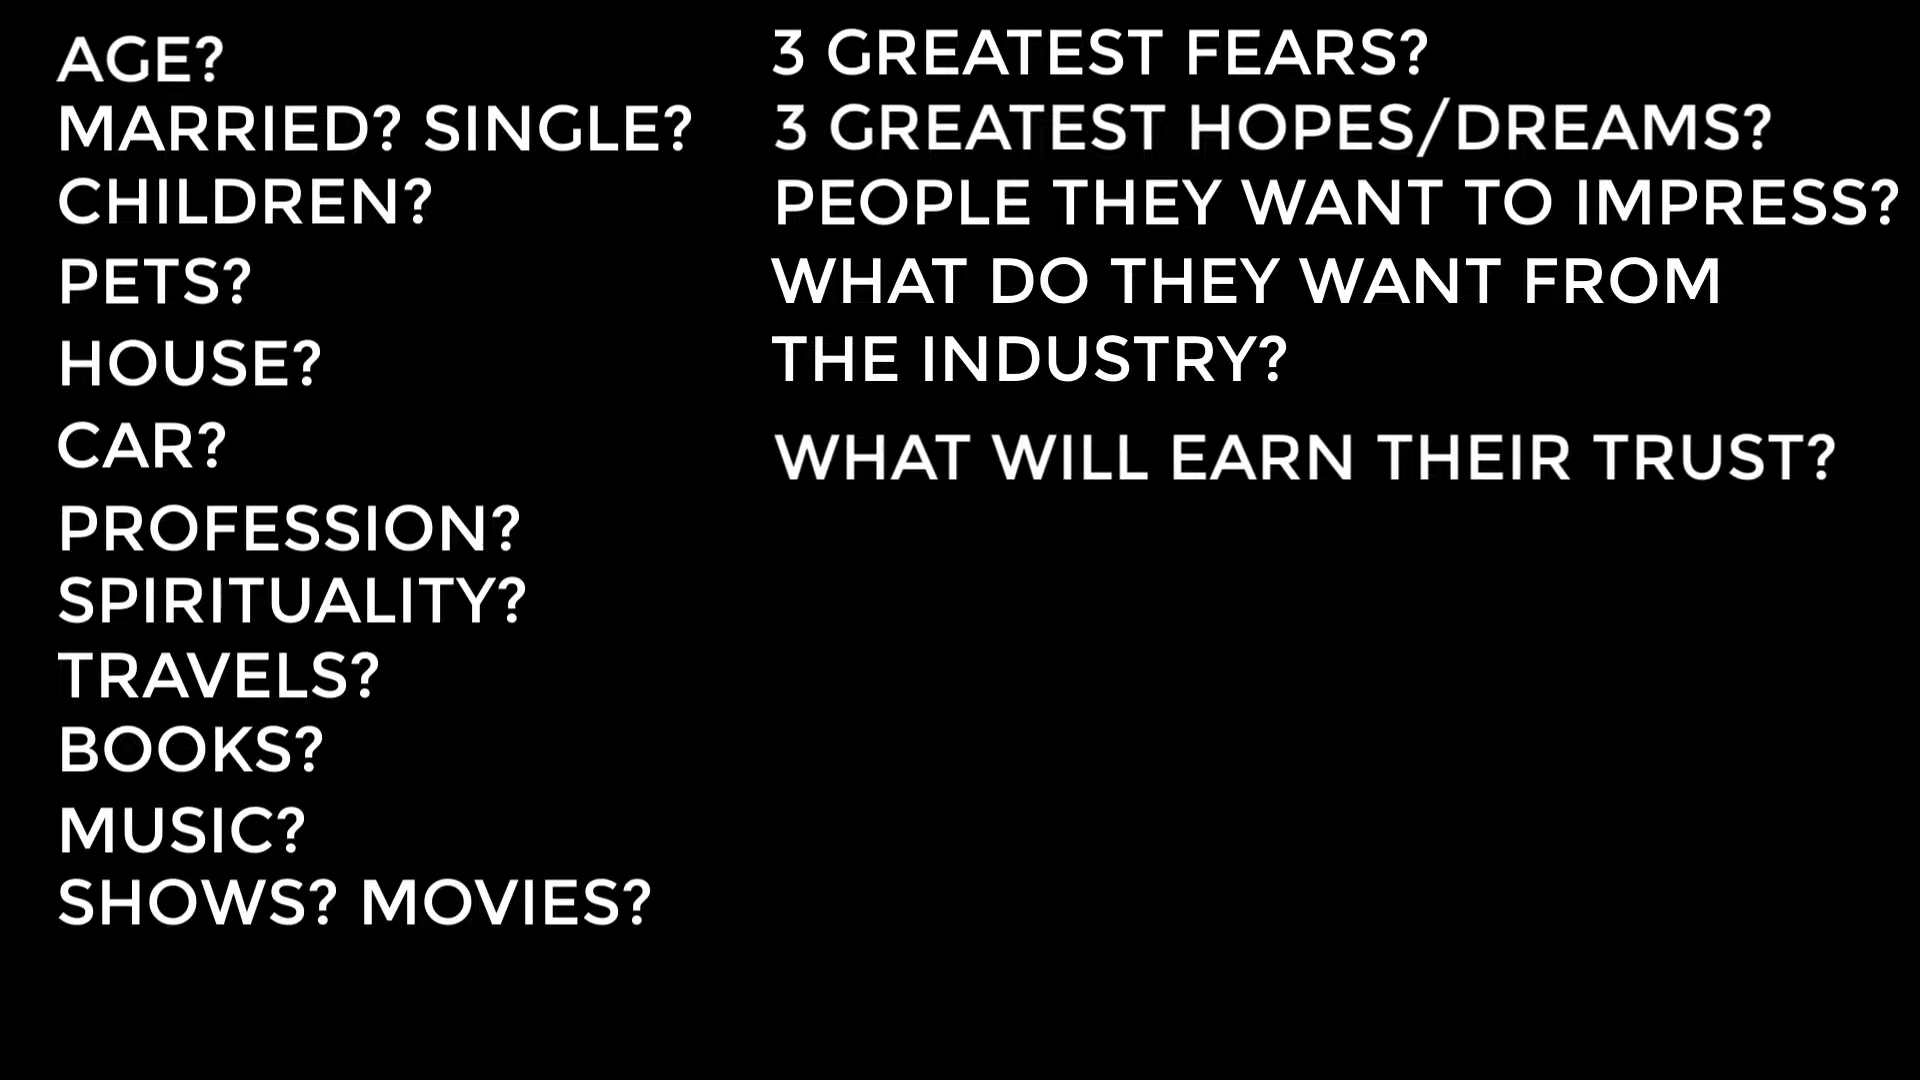 AGE?
MARRIED? SINGLE?
CHILDREN?
PETS?
HOUSE?
CAR?
PROFESSION?
SPIRITUALITY?
TRAVELS?
BOOKS?
MUSIC?
SHOWS? MOVIES?
3 GREATEST FEARS?
3 GREATEST HOPES/DREAMS?
PEOPLE THEY WANT TO IMPRESS?
WHAT DO THEY WANT FROM
THE INDUSTRY?
WHAT WILL EARN THEIR TRUST?